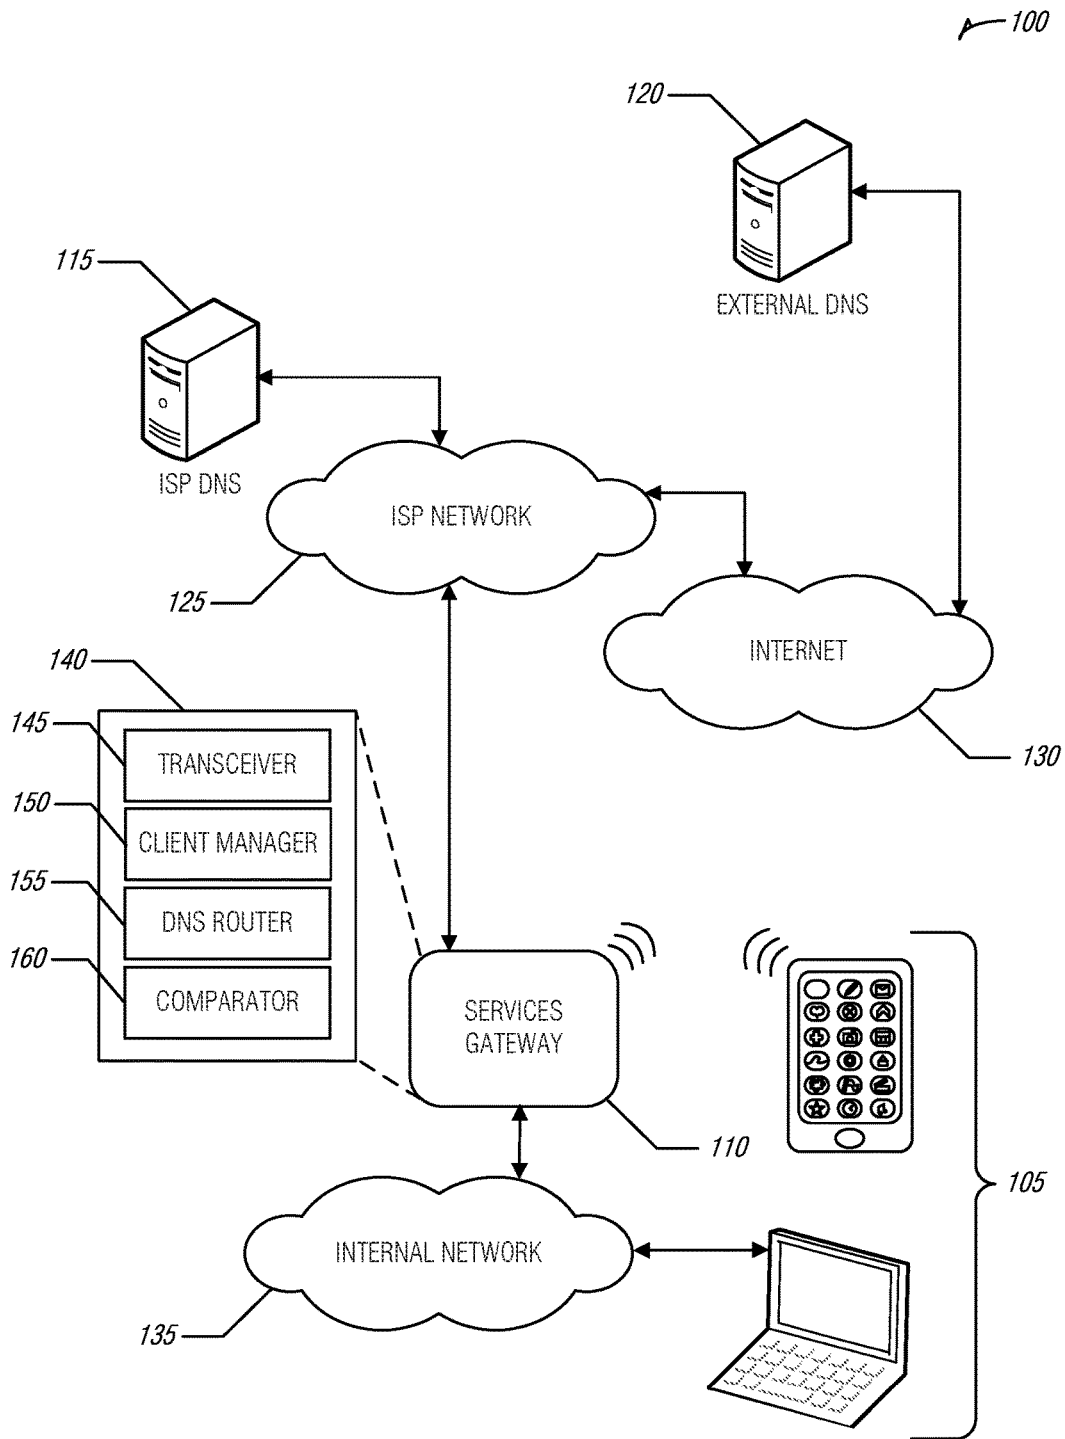 100
120
EXTERNAL DNS
115
ISP DNS
ISP NETWORK
125
INTERNET
130
140
145
TRANSCEIVER
150
CLIENT MANAGER
155
DNS ROUTER
160
COMPARATOR
SERVICES
GATEWAY
110
105
INTERNAL NETWORK
135